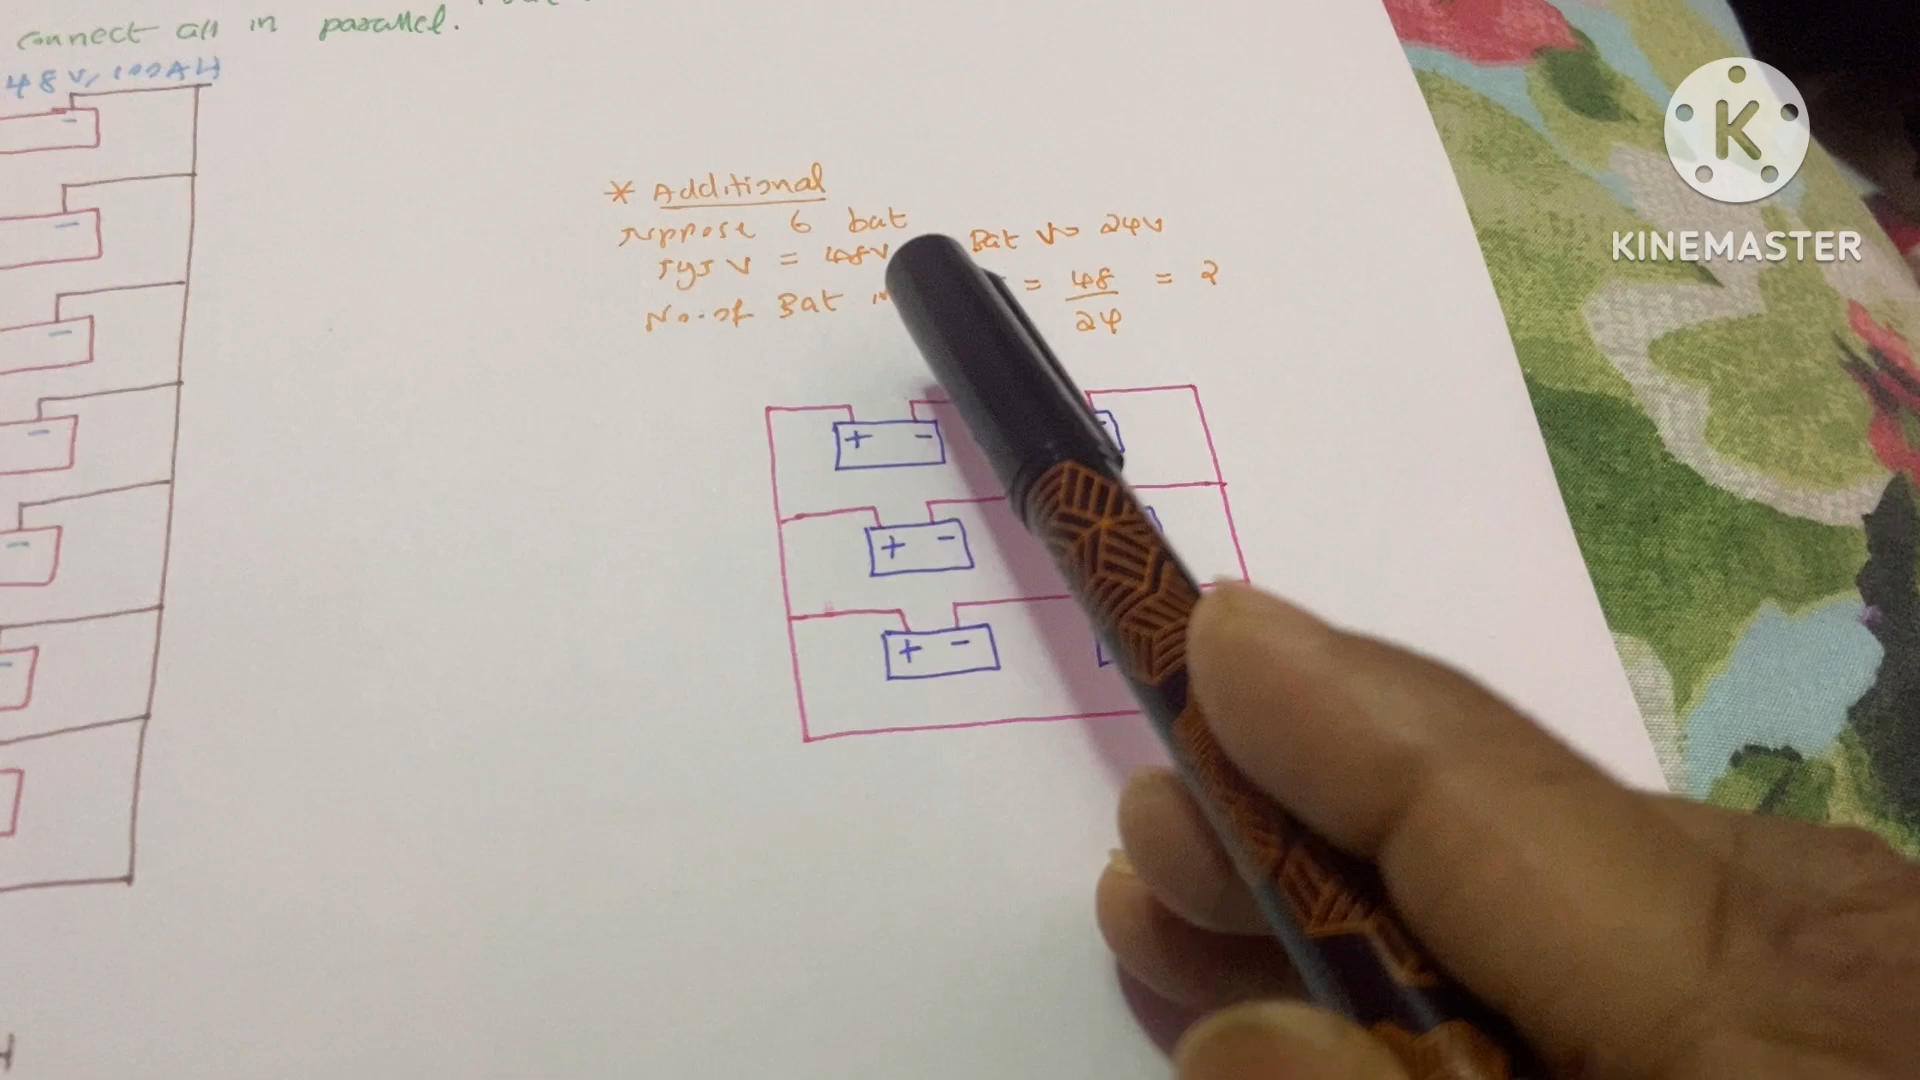 connect all in parallel.
48V, 100AH
* Additional
suppose 6 bat
sys V = 48V Bat V → 24V
No. of Bat in = 48/24 = 2
+ -
+ -
+ -
K
KINEMASTER